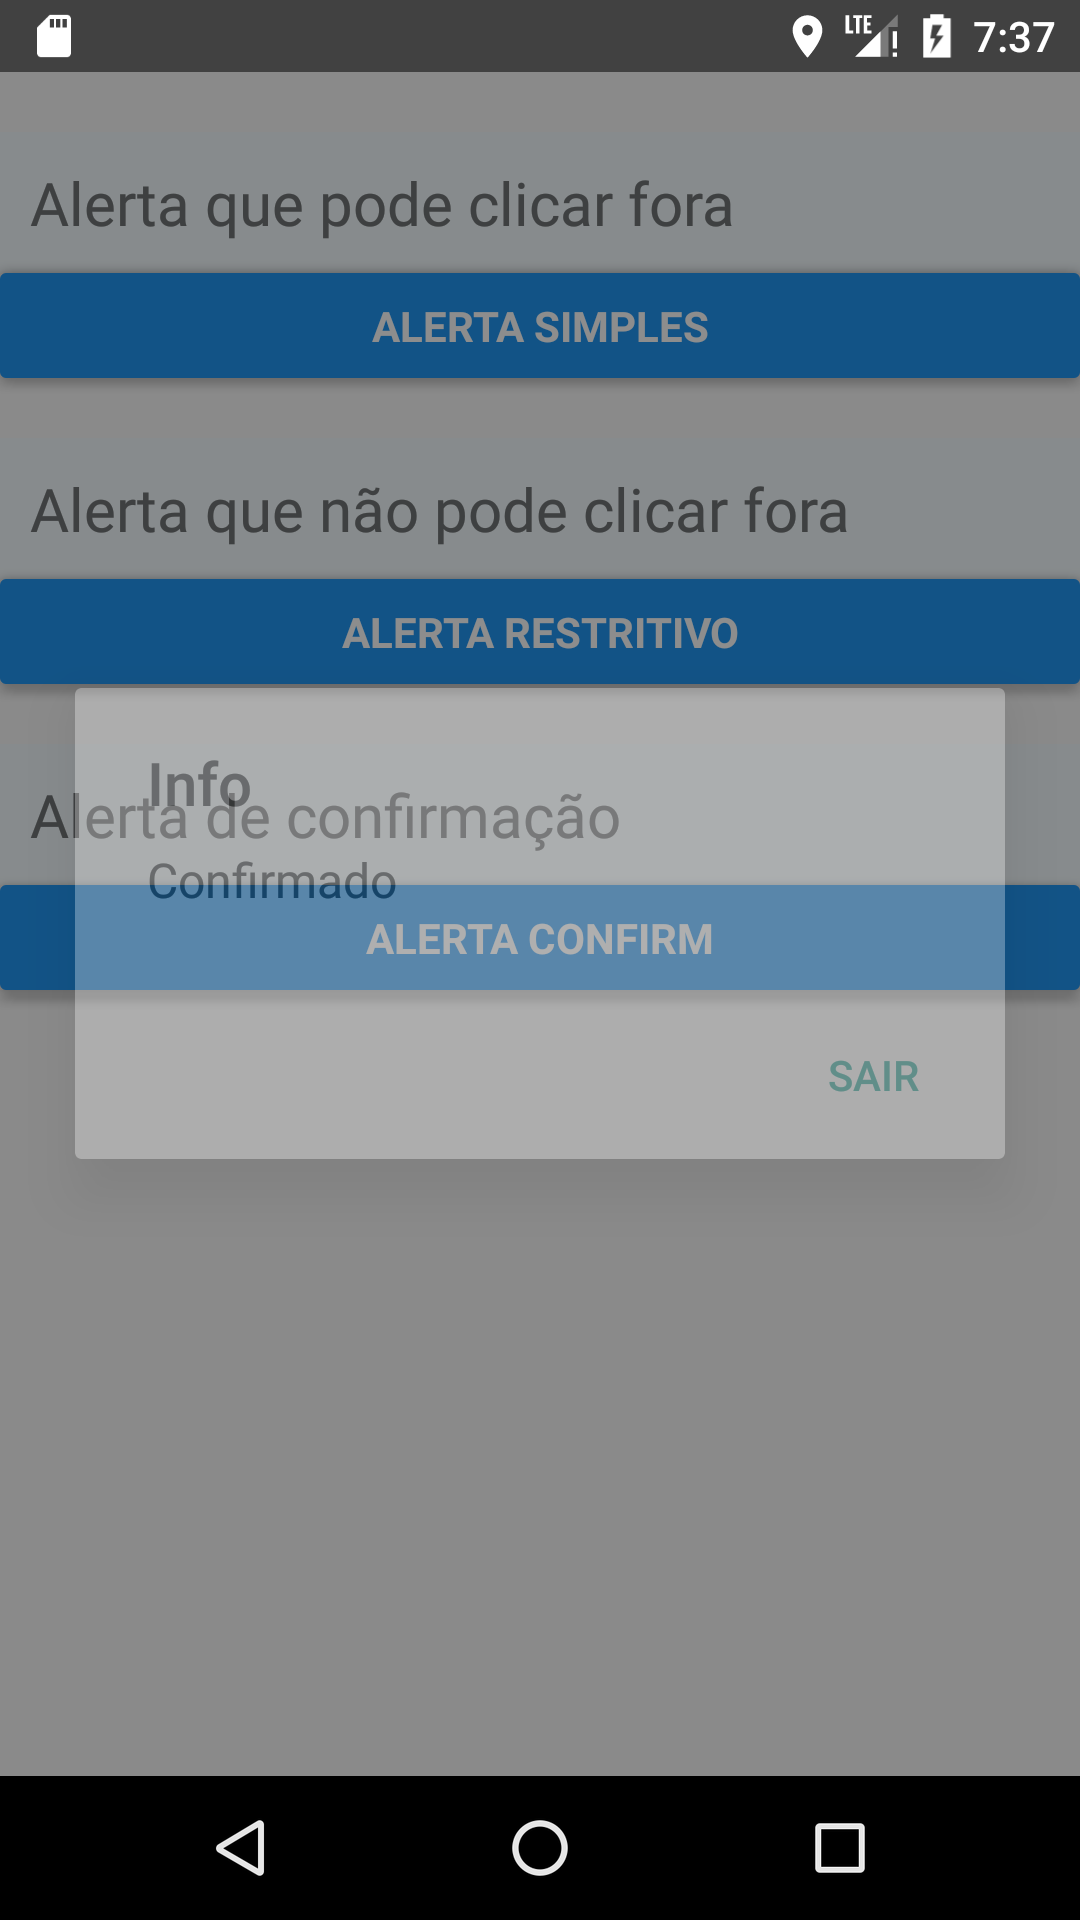 LTE 7:37
Alerta que pode clicar fora
ALERTA SIMPLES
Alerta que não pode clicar fora
ALERTA RESTRITIVO
Info
Alerta de confirmação
Confirmado
ALERTA CONFIRM
SAIR